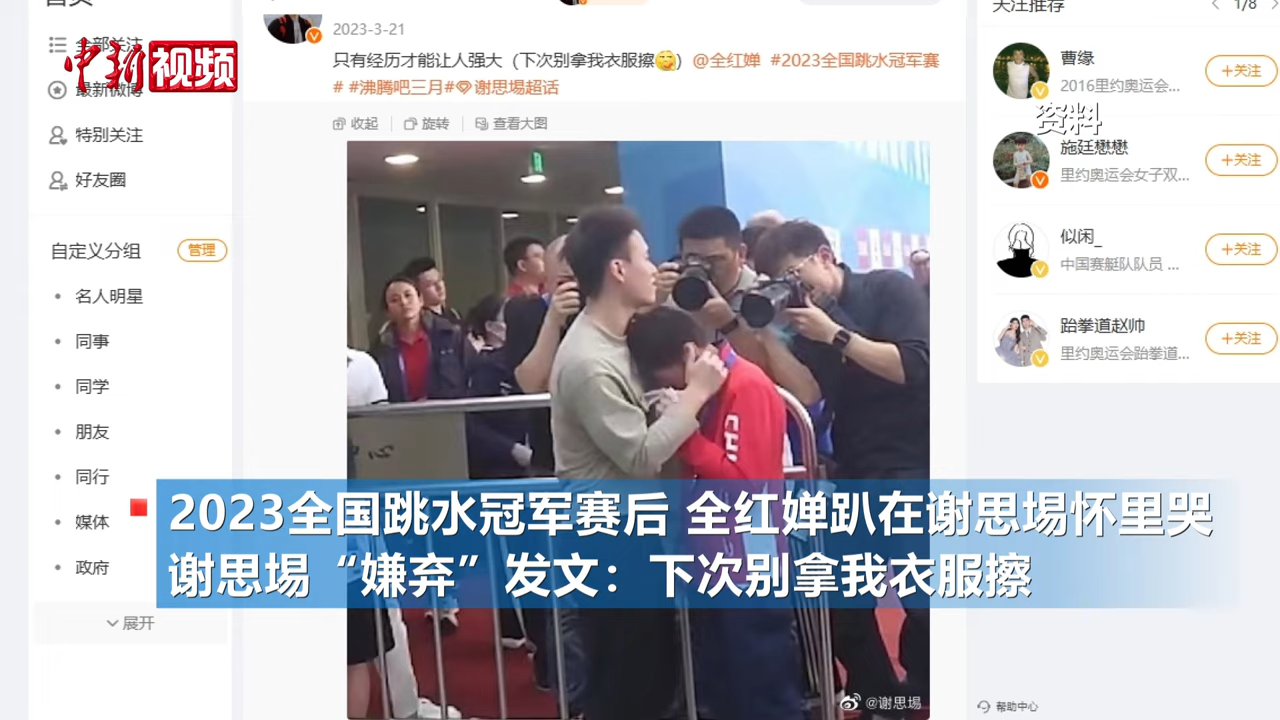 首页
全部关注
最新微博
特别关注
好友圈
自定义分组
管理
名人明星
同事
同学
朋友
同行
媒体
政府
展开
中新视频
2023-3-21
只有经历才能让人强大（下次别拿我衣服擦） @全红婵 #2023全国跳水冠军赛
# #沸腾吧三月# 谢思埸超话
收起 旋转 查看大图
CH
@谢思埸
2023全国跳水冠军赛后 全红婵趴在谢思埸怀里哭
谢思埸“嫌弃”发文：下次别拿我衣服擦
关注推荐
1/8
曹缘
2016里约奥运会...
+关注
资料
施廷懋懋
里约奥运会女子双...
+关注
似闲_
中国赛艇队队员 ...
+关注
跆拳道赵帅
里约奥运会跆拳道...
+关注
帮助中心